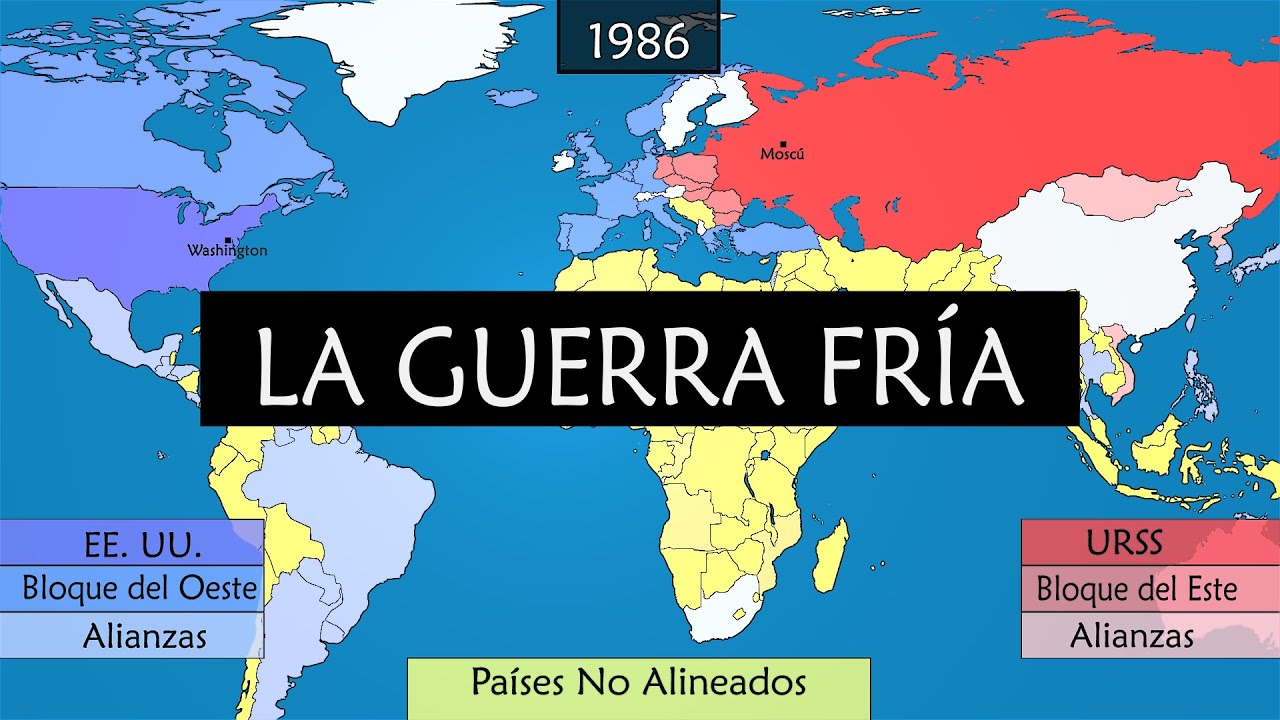 1986
Moscú
Washington
LA GUERRA FRÍA
EE. UU.
Bloque del Oeste
Alianzas
URSS
Bloque del Este
Alianzas
Países No Alineados